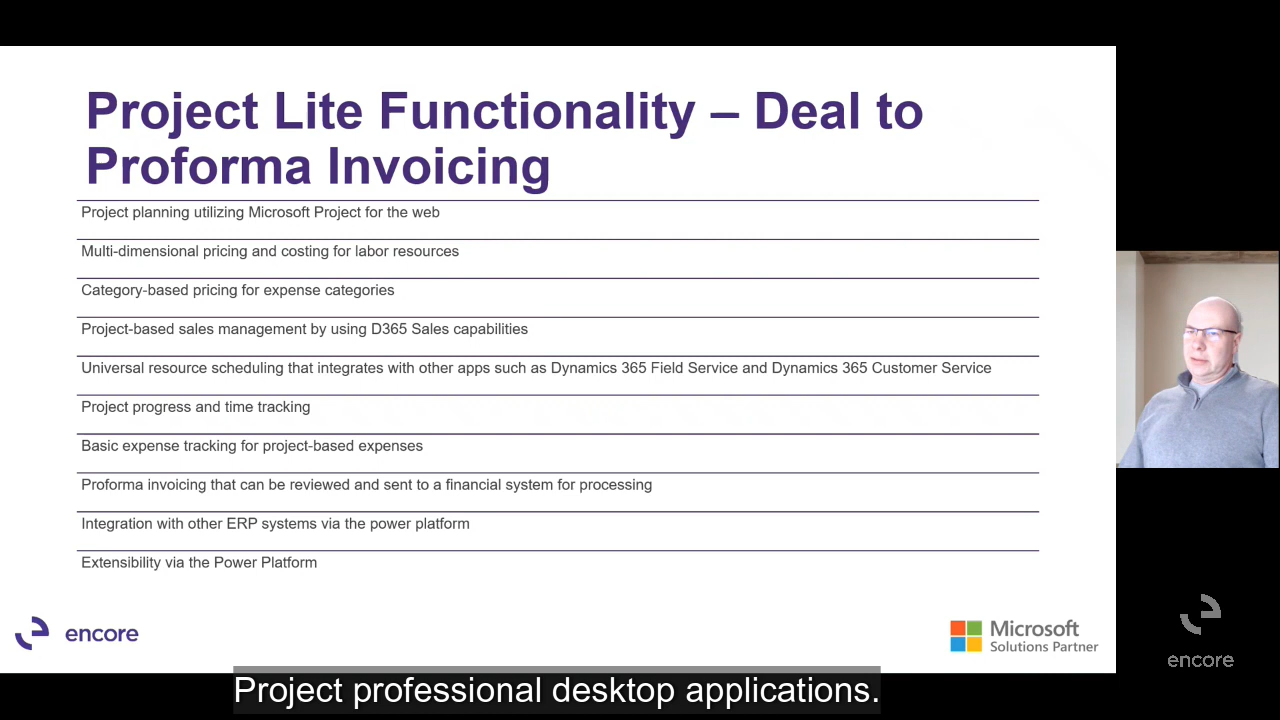 Project Lite Functionality – Deal to
Proforma Invoicing
Project planning utilizing Microsoft Project for the web
Multi-dimensional pricing and costing for labor resources
Category-based pricing for expense categories
Project-based sales management by using D365 Sales capabilities
Universal resource scheduling that integrates with other apps such as Dynamics 365 Field Service and Dynamics 365 Customer Service
Project progress and time tracking
Basic expense tracking for project-based expenses
Proforma invoicing that can be reviewed and sent to a financial system for processing
Integration with other ERP systems via the power platform
Extensibility via the Power Platform
encore
Microsoft
Solutions Partner
encore
Project professional desktop applications.